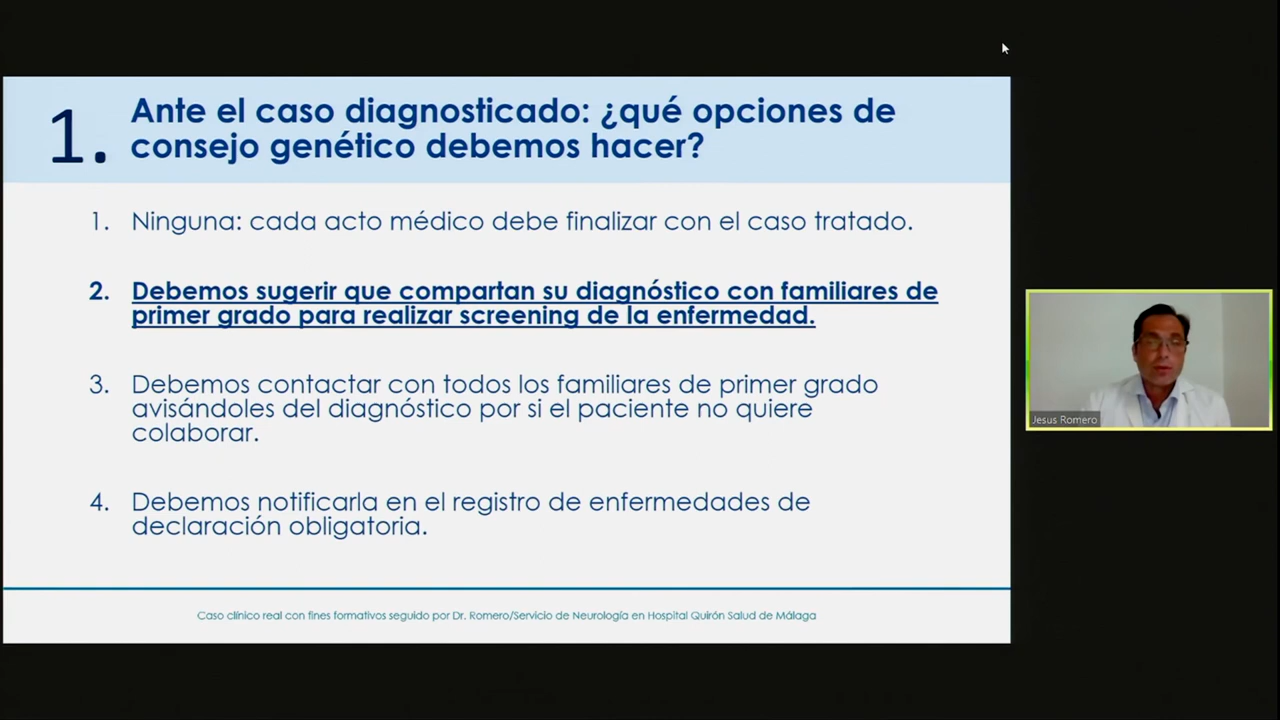 1. Ante el caso diagnosticado: ¿qué opciones de
consejo genético debemos hacer?
1. Ninguna: cada acto médico debe finalizar con el caso tratado.
2. Debemos sugerir que compartan su diagnóstico con familiares de
primer grado para realizar screening de la enfermedad.
3. Debemos contactar con todos los familiares de primer grado
avisándoles del diagnóstico por si el paciente no quiere
colaborar.
4. Debemos notificarla en el registro de enfermedades de
declaración obligatoria.
Caso clínico real con fines formativos seguido por Dr. Romero/Servicio de Neurología en Hospital Quirón Salud de Málaga
Jesus Romero